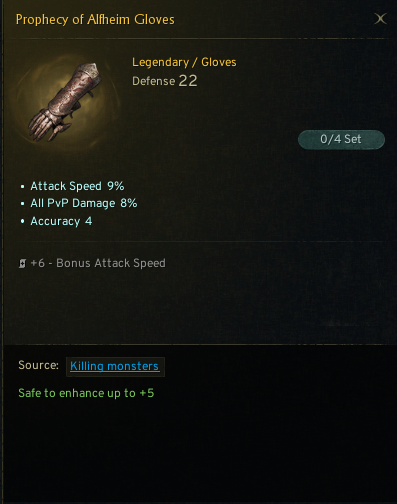 Prophecy of Alfheim Gloves
Legendary / Gloves
Defense 22
0/4 Set
• Attack Speed 9%
• All PvP Damage 8%
• Accuracy 4
+6 - Bonus Attack Speed
Source: Killing monsters
Safe to enhance up to +5